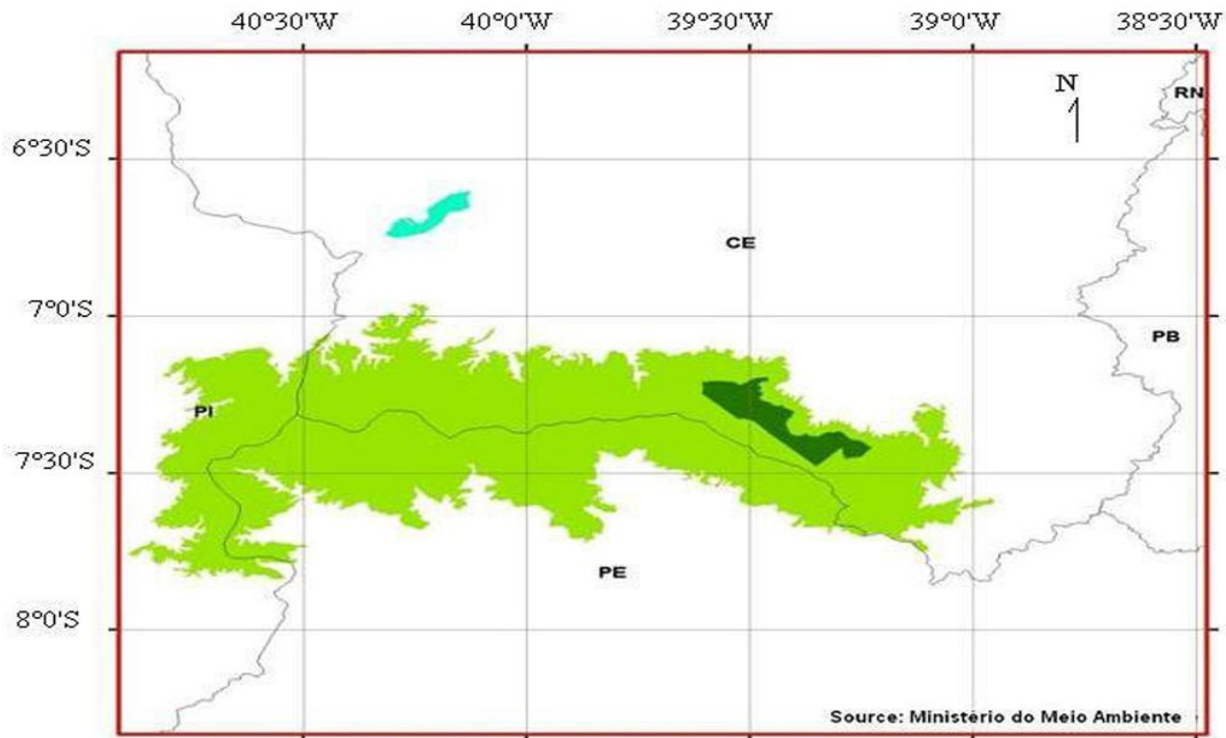 40°30'W 40°0'W 39°30'W 39°0'W 38°30'W
N
RN
6°30'S
CE
7°0'S
PB
PI
7°30'S
PE
8°0'S
Source: Ministério do Meio Ambiente